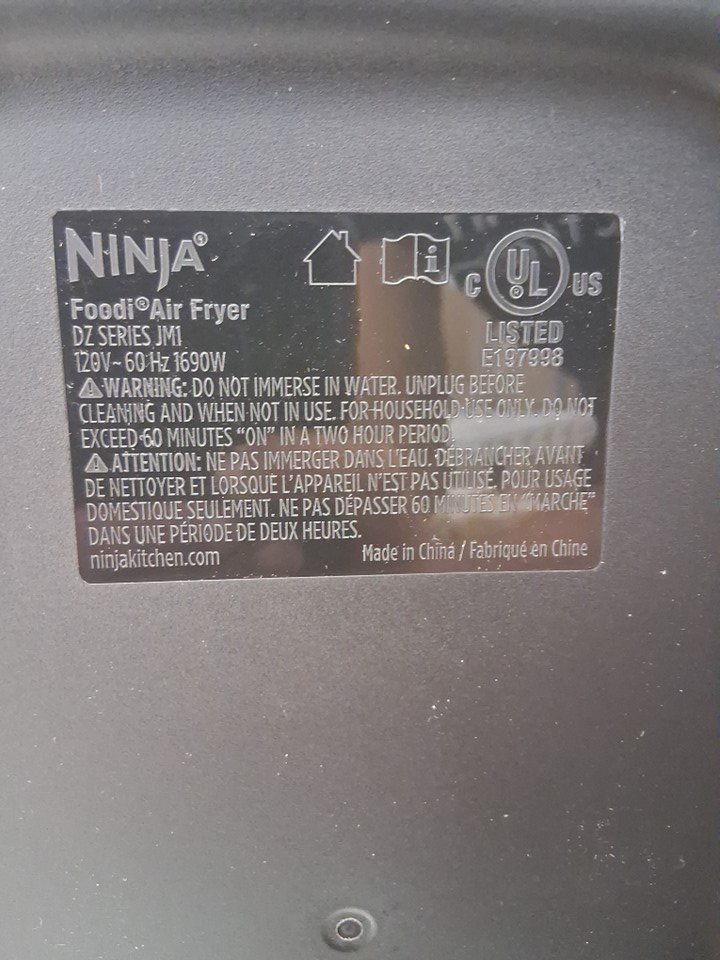 NINJA®
Foodi® Air Fryer
DZ SERIES JM1
120V~ 60 Hz 1690W
C UL® US
LISTED
E197998
⚠ WARNING: DO NOT IMMERSE IN WATER. UNPLUG BEFORE
CLEANING AND WHEN NOT IN USE. FOR HOUSEHOLD USE ONLY. DO NOT
EXCEED 60 MINUTES "ON" IN A TWO HOUR PERIOD.
⚠ ATTENTION: NE PAS IMMERGER DANS L'EAU. DÉBRANCHER AVANT
DE NETTOYER ET LORSQUE L'APPAREIL N'EST PAS UTILISÉ. POUR USAGE
DOMESTIQUE SEULEMENT. NE PAS DÉPASSER 60 MINUTES EN "MARCHE"
DANS UNE PÉRIODE DE DEUX HEURES.
ninjakitchen.com Made in China / Fabriqué en Chine